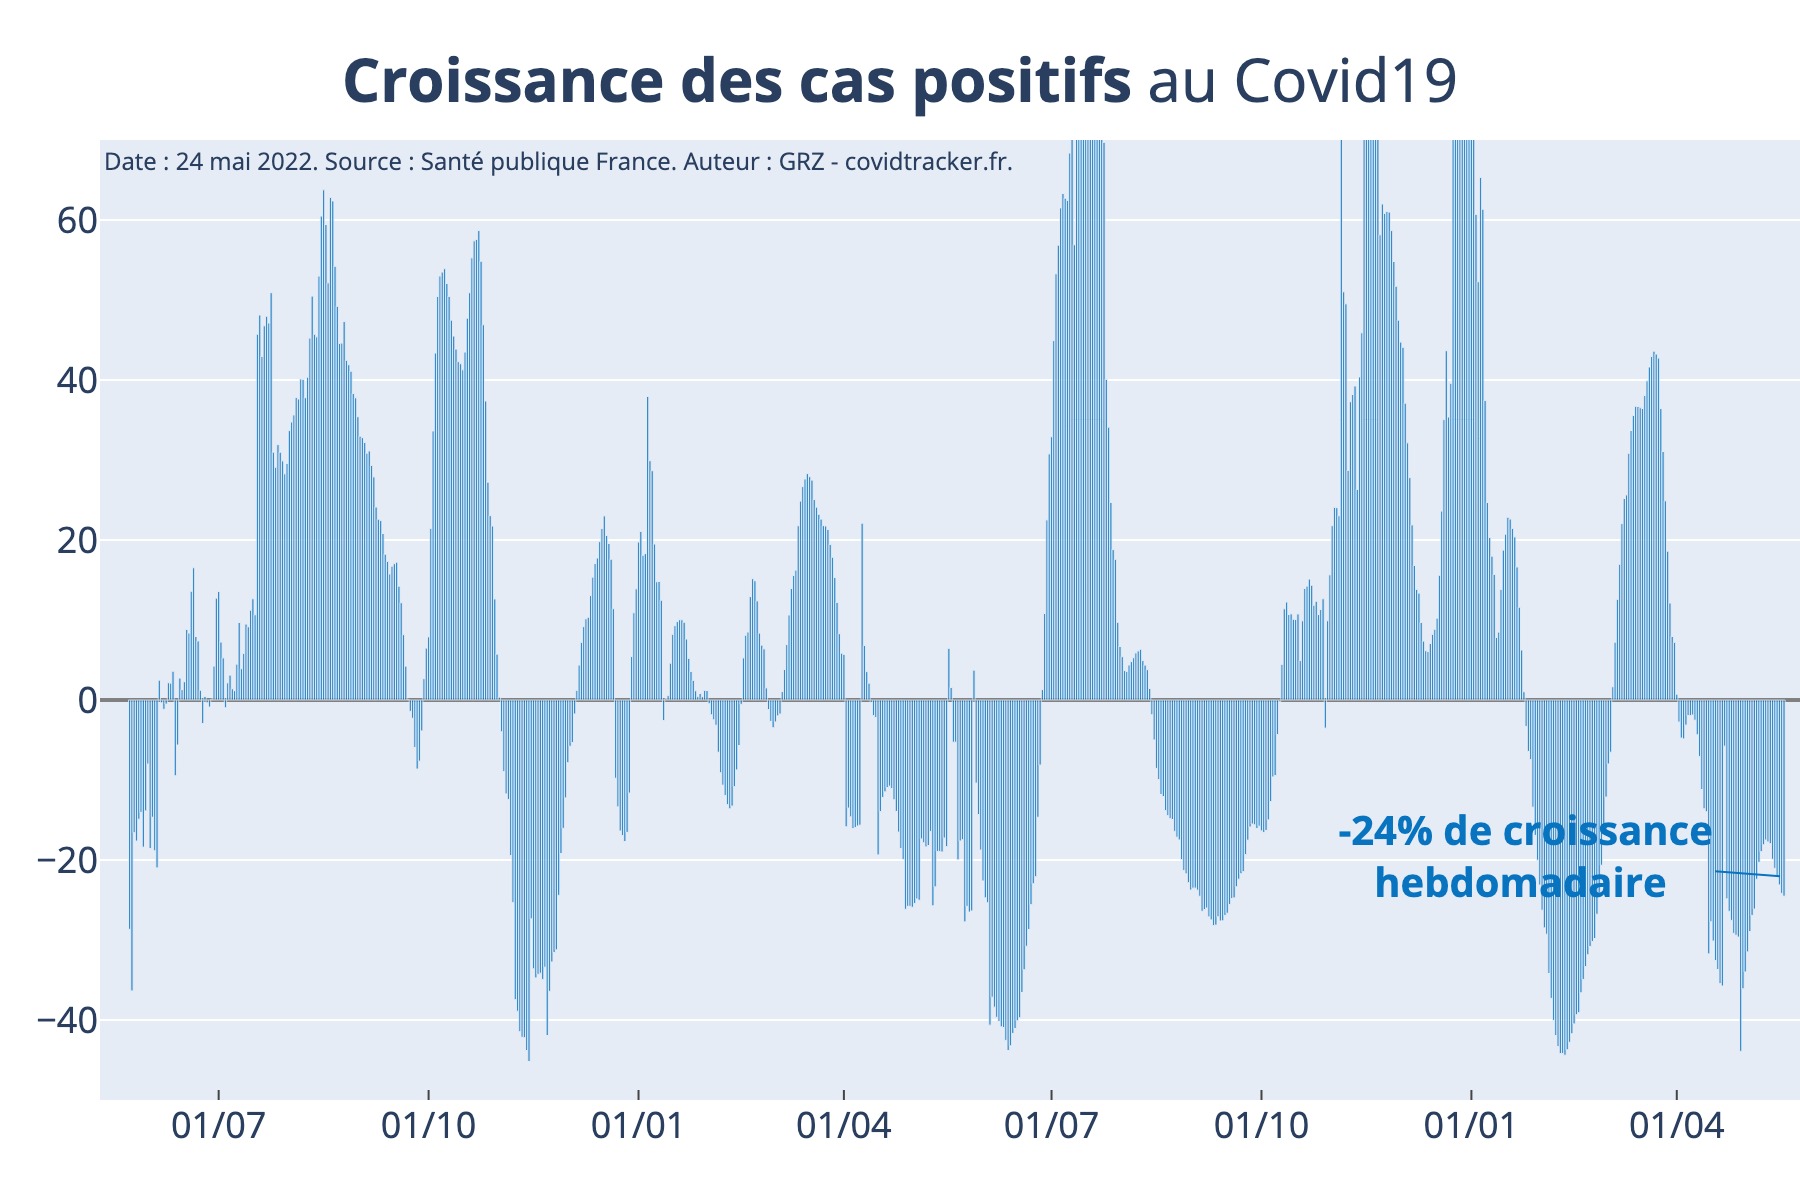 Croissance des cas positifs au Covid19
Date : 24 mai 2022. Source : Santé publique France. Auteur : GRZ - covidtracker.fr.
60
40
20
0
−20
−40
-24% de croissance
hebdomadaire
01/07 01/10 01/01 01/04 01/07 01/10 01/01 01/04